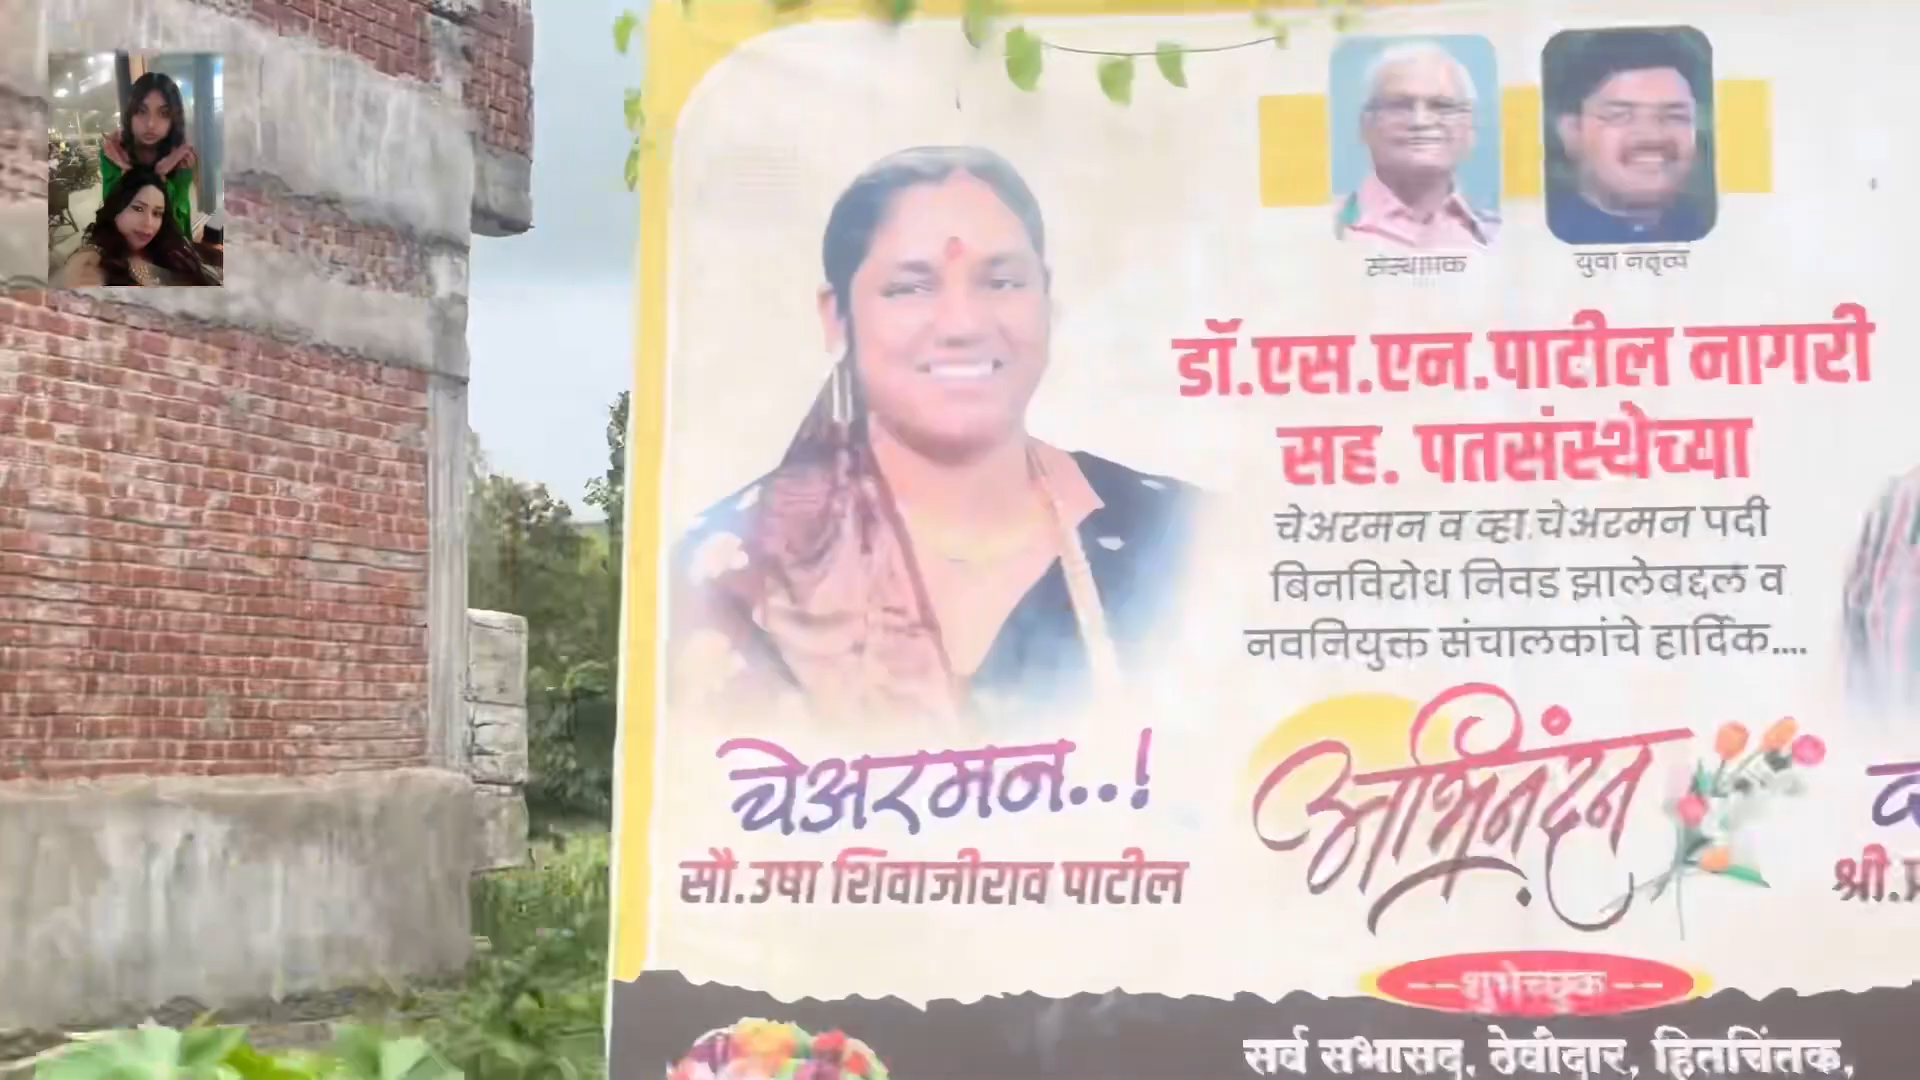 संस्थापक
युवा नेतृत्व
डॉ.एस.एन.पाटील नागरी
सह. पतसंस्थेच्या
चेअरमन व व्हा.चेअरमन पदी
बिनविरोध निवड झालेबद्दल व
नवनियुक्त संचालकांचे हार्दिक....
अभिनंदन
चेअरमन..!
सौ.उषा शिवाजीराव पाटील
श्री.प्र
--शुभेच्छुक--
सर्व सभासद, ठेवीदार, हितचिंतक,